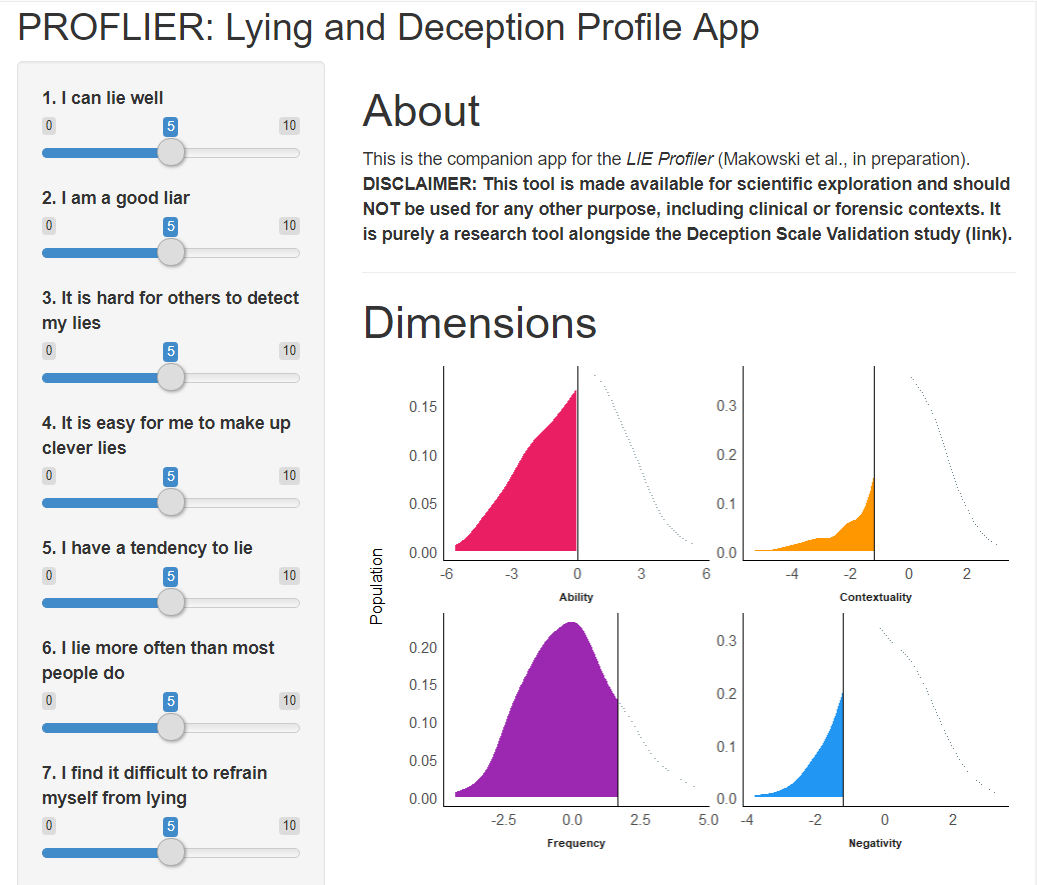 PROFLIER: Lying and Deception Profile App
1. I can lie well
0
5
10
2. I am a good liar
0
5
10
3. It is hard for others to detect
my lies
0
5
10
4. It is easy for me to make up
clever lies
0
5
10
5. I have a tendency to lie
0
5
10
6. I lie more often than most
people do
0
5
10
7. I find it difficult to refrain
myself from lying
0
5
10
About
This is the companion app for the LIE Profiler (Makowski et al., in preparation).
DISCLAIMER: This tool is made available for scientific exploration and should
NOT be used for any other purpose, including clinical or forensic contexts. It
is purely a research tool alongside the Deception Scale Validation study (link).
Dimensions
Population
0.15
0.10
0.05
0.00
-6 -3 0 3 6
Ability
0.3
0.2
0.1
0.0
-4 -2 0 2
Contextuality
0.20
0.15
0.10
0.05
0.00
-2.5 0.0 2.5 5.0
Frequency
0.3
0.2
0.1
0.0
-4 -2 0 2
Negativity